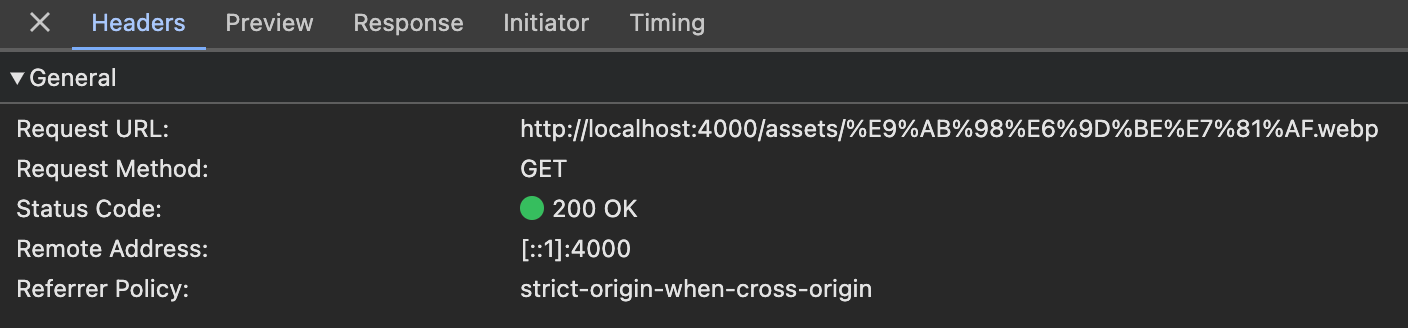 Headers Preview Response Initiator Timing
General
Request URL: http://localhost:4000/assets/%E9%AB%98%E6%9D%BE%E7%81%AF.webp
Request Method: GET
Status Code: 200 OK
Remote Address: [::1]:4000
Referrer Policy: strict-origin-when-cross-origin